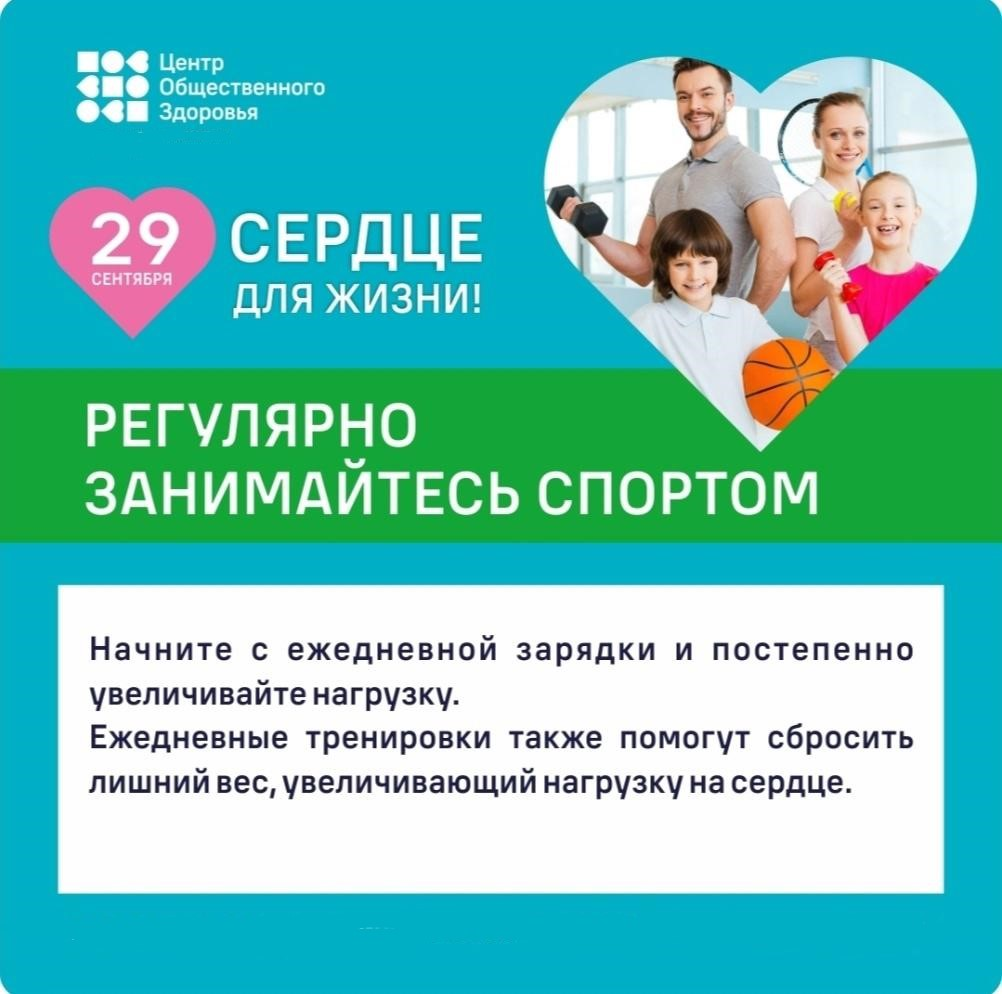 Центр
Общественного
Здоровья
29
СЕНТЯБРЯ
СЕРДЦЕ
ДЛЯ ЖИЗНИ!
РЕГУЛЯРНО
ЗАНИМАЙТЕСЬ СПОРТОМ
Начните с ежедневной зарядки и постепенно
увеличивайте нагрузку.
Ежедневные тренировки также помогут сбросить
лишний вес, увеличивающий нагрузку на сердце.